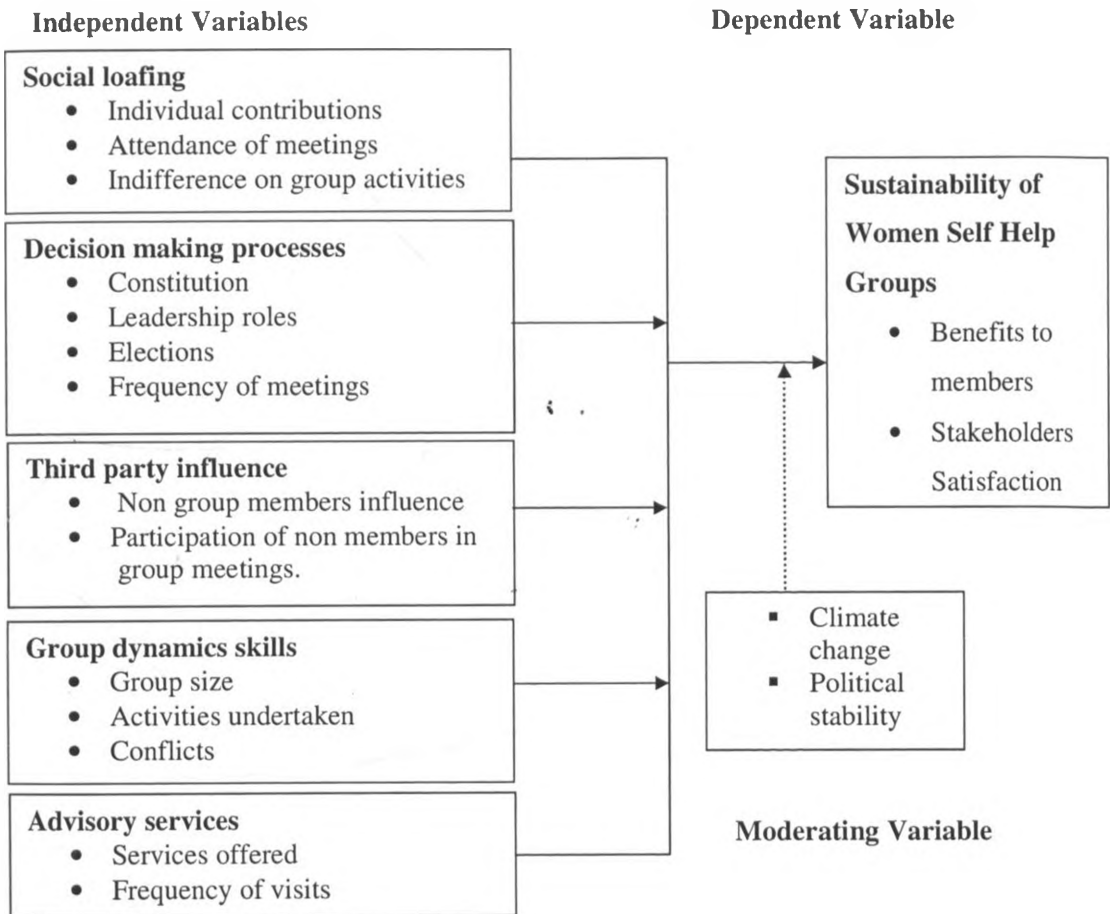 Independent Variables
Dependent Variable
Social loafing
• Individual contributions
• Attendance of meetings
• Indifference on group activities
Decision making processes
• Constitution
• Leadership roles
• Elections
• Frequency of meetings
Third party influence
• Non group members influence
• Participation of non members in
group meetings.
Group dynamics skills
• Group size
• Activities undertaken
• Conflicts
Advisory services
• Services offered
• Frequency of visits
Sustainability of
Women Self Help
Groups
• Benefits to
members
• Stakeholders
Satisfaction
▪ Climate
change
▪ Political
stability
Moderating Variable